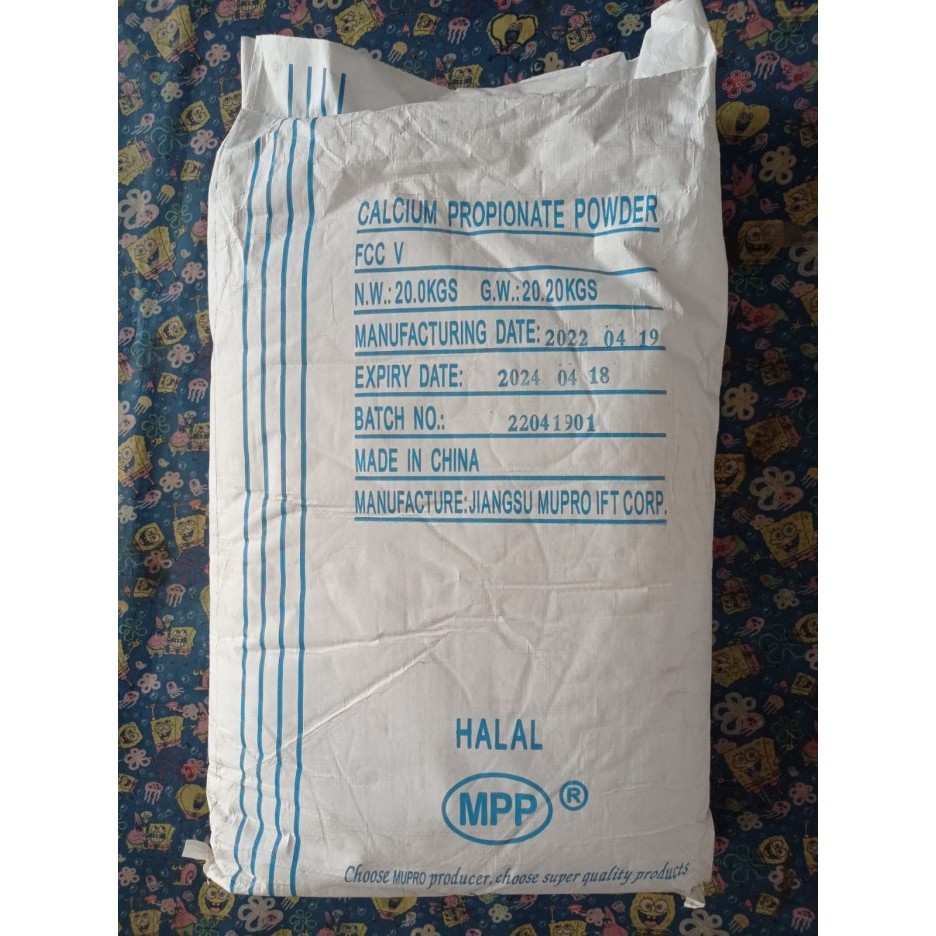 CALCIUM PROPIONATE POWDER
FCC V
N.W.: 20.0KGS G.W.: 20.20KGS
MANUFACTURING DATE: 2022 04 19
EXPIRY DATE: 2024 04 18
BATCH NO.: 22041901
MADE IN CHINA
MANUFACTURE: JIANGSU MUPRO IFT CORP.
HALAL
MPP ®
Choose MUPRO producer, choose super quality products